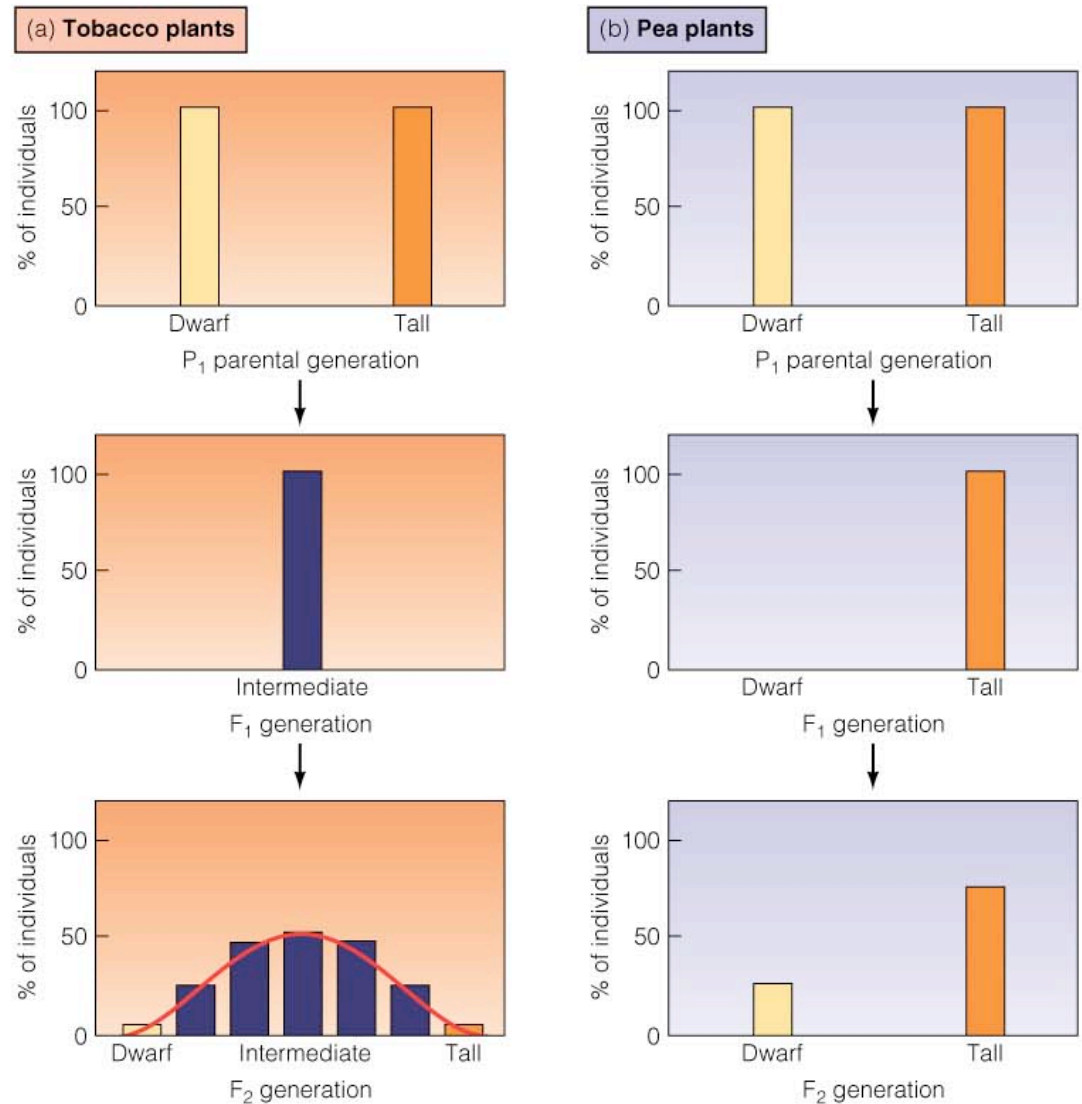 (a) Tobacco plants
% of individuals
100
50
0
Dwarf Tall
P1 parental generation
% of individuals
100
50
0
Intermediate
F1 generation
% of individuals
100
50
0
Dwarf Intermediate Tall
F2 generation
(b) Pea plants
% of individuals
100
50
0
Dwarf Tall
P1 parental generation
% of individuals
100
50
0
Dwarf Tall
F1 generation
% of individuals
100
50
0
Dwarf Tall
F2 generation